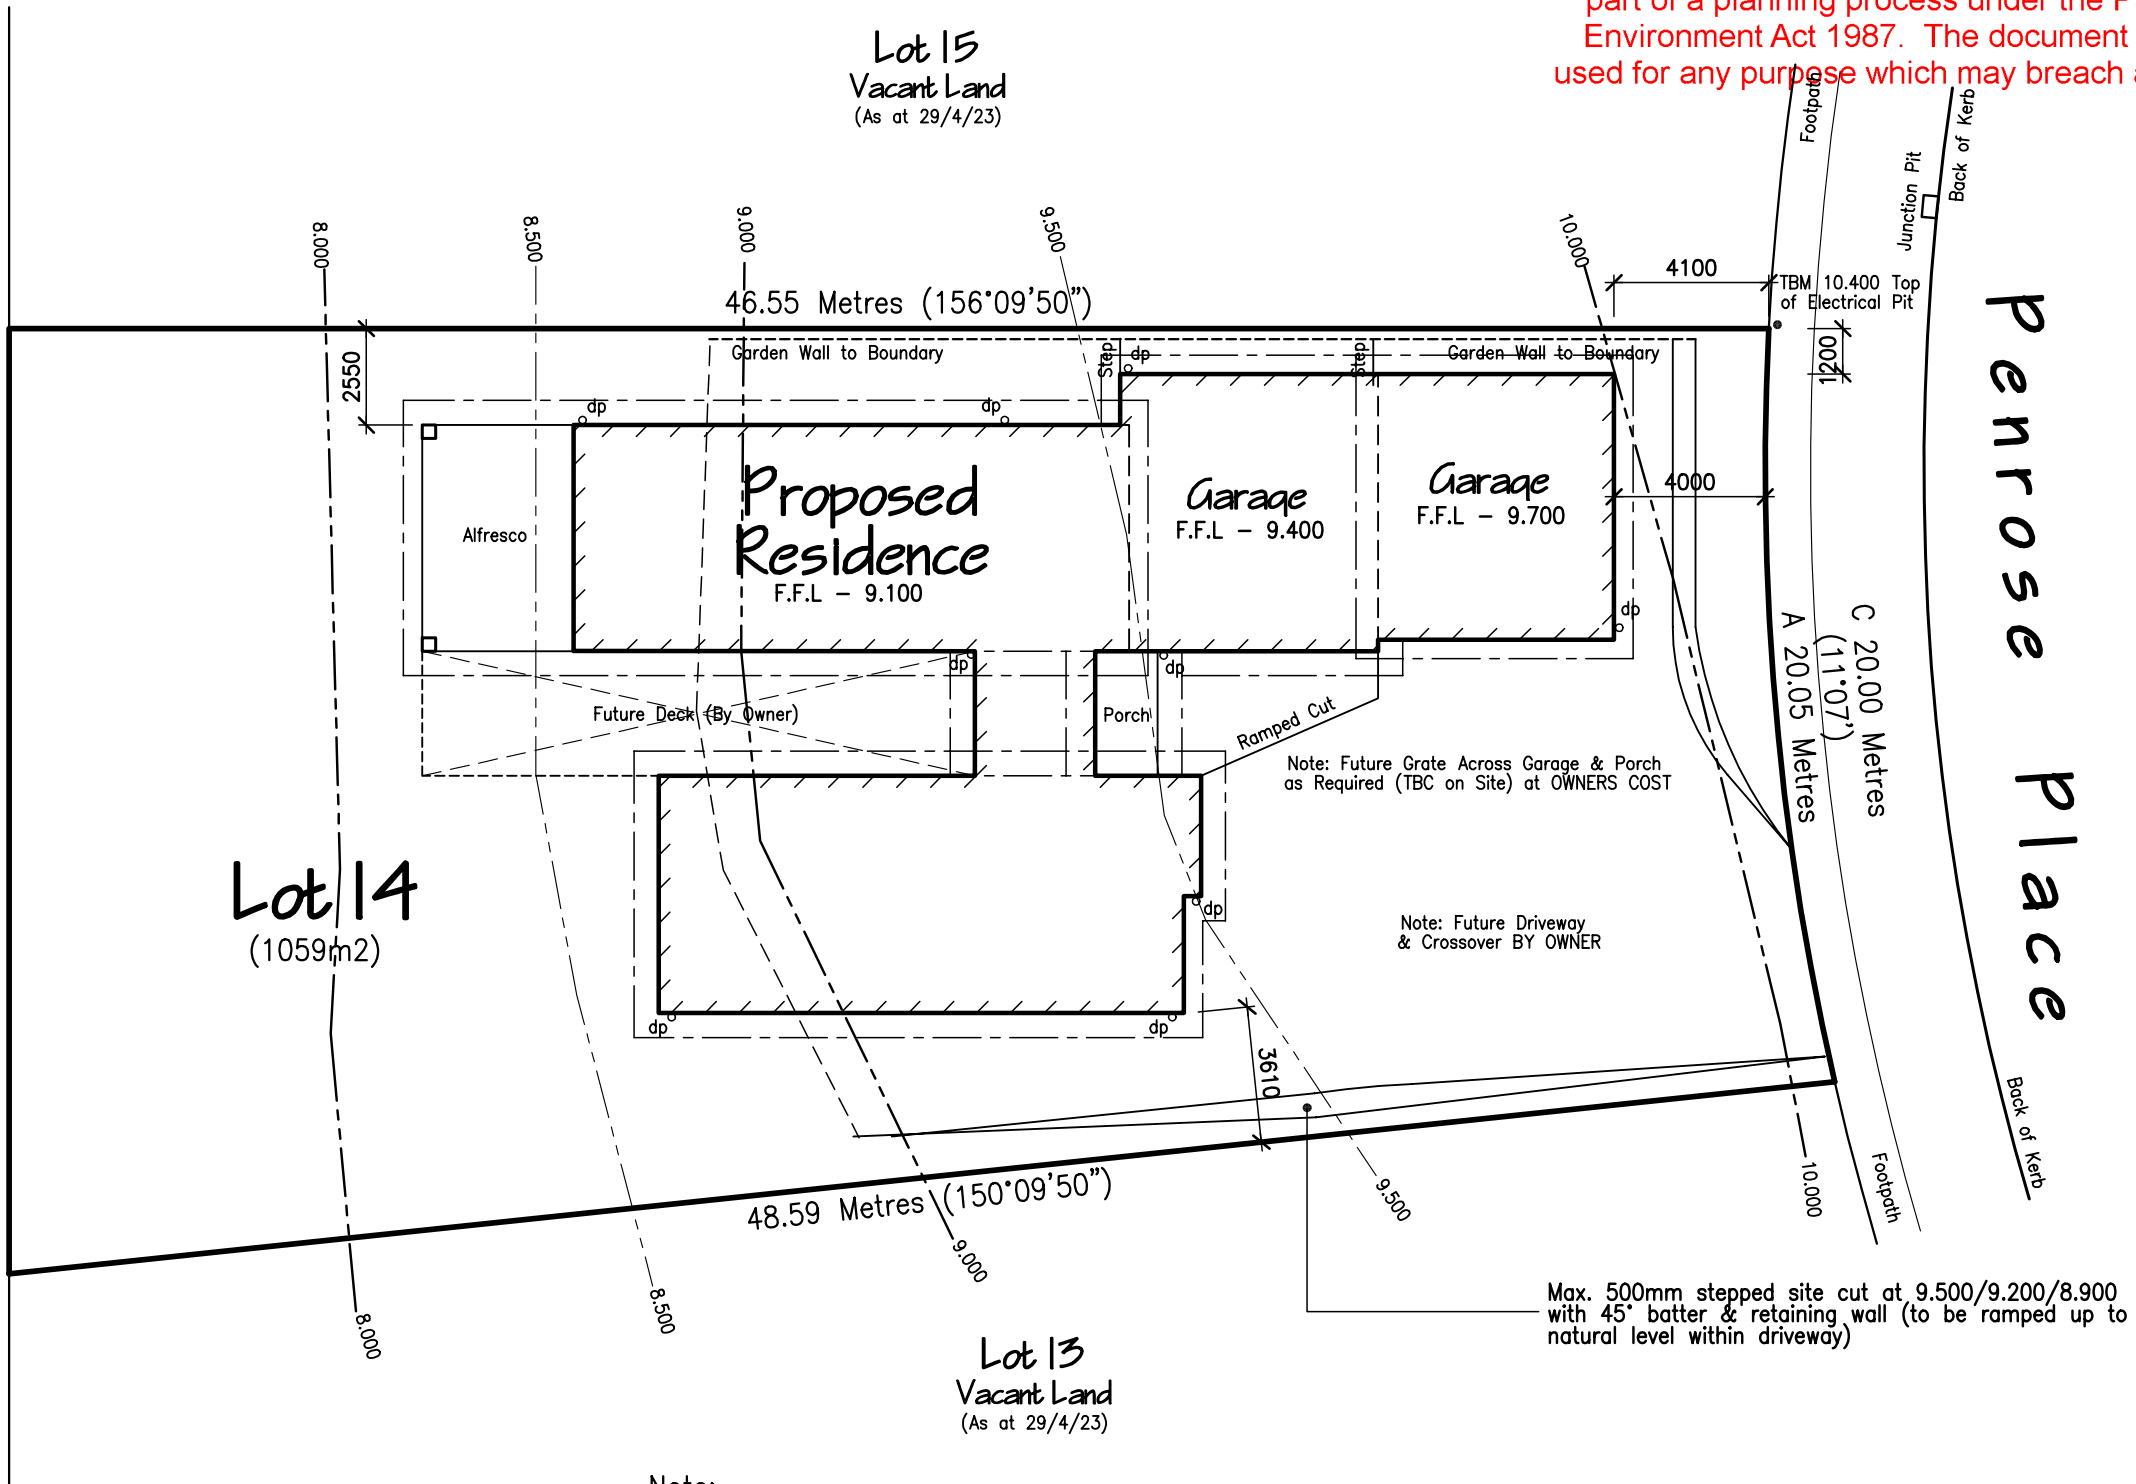 part of a planning process under the
Environment Act 1987. The document
used for any purpose which may breach
Lot 15
Vacant Land
(As at 29/4/23)
Footpath
Back of Kerb
Junction Pit
8.000
8.500
9.000
9.500
10.000
4100
TBM 10.400 Top
of Electrical Pit
46.55 Metres (156°09'50")
2550
Garden Wall to Boundary
Step
dp
Step
Garden Wall to Boundary
1200
dp
dp
Proposed
Residence
F.F.L - 9.100
Alfresco
Garage
F.F.L - 9.400
Garage
F.F.L - 9.700
4000
dp
Penrose Place
C 20.00 Metres
(11°07')
A 20.05 Metres
dp
dp
Future Deck (By Owner)
Porch
Ramped Cut
Note: Future Grate Across Garage & Porch
as Required (TBC on Site) at OWNERS COST
Lot 14
(1059m2)
dp
Note: Future Driveway
& Crossover BY OWNER
dp
dp
3610
Back of Kerb
Footpath
48.59 Metres (150°09'50")
8.000
8.500
9.000
9.500
10.000
Max. 500mm stepped site cut at 9.500/9.200/8.900
with 45° batter & retaining wall (to be ramped up to
natural level within driveway)
Lot 13
Vacant Land
(As at 29/4/23)
Note: